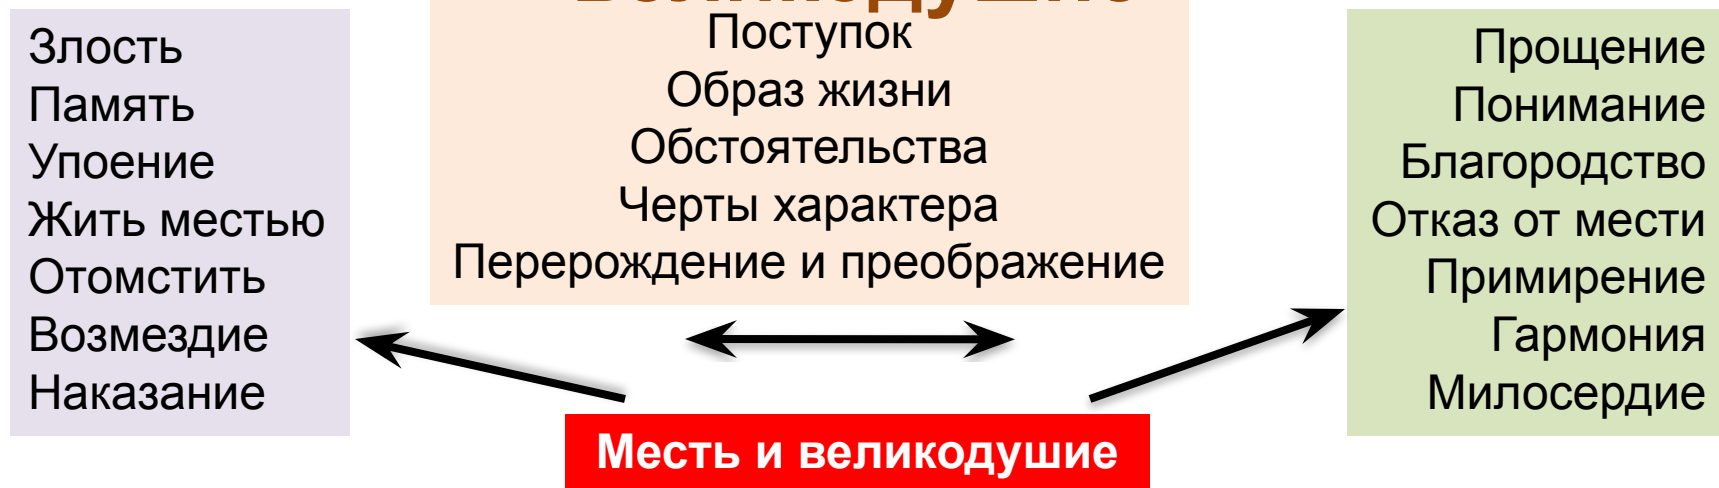 великодушие
Злость
Память
Упоение
Жить местью
Отомстить
Возмездие
Наказание
Поступок
Образ жизни
Обстоятельства
Черты характера
Перерождение и преображение
Прощение
Понимание
Благородство
Отказ от мести
Примирение
Гармония
Милосердие
Месть и великодушие